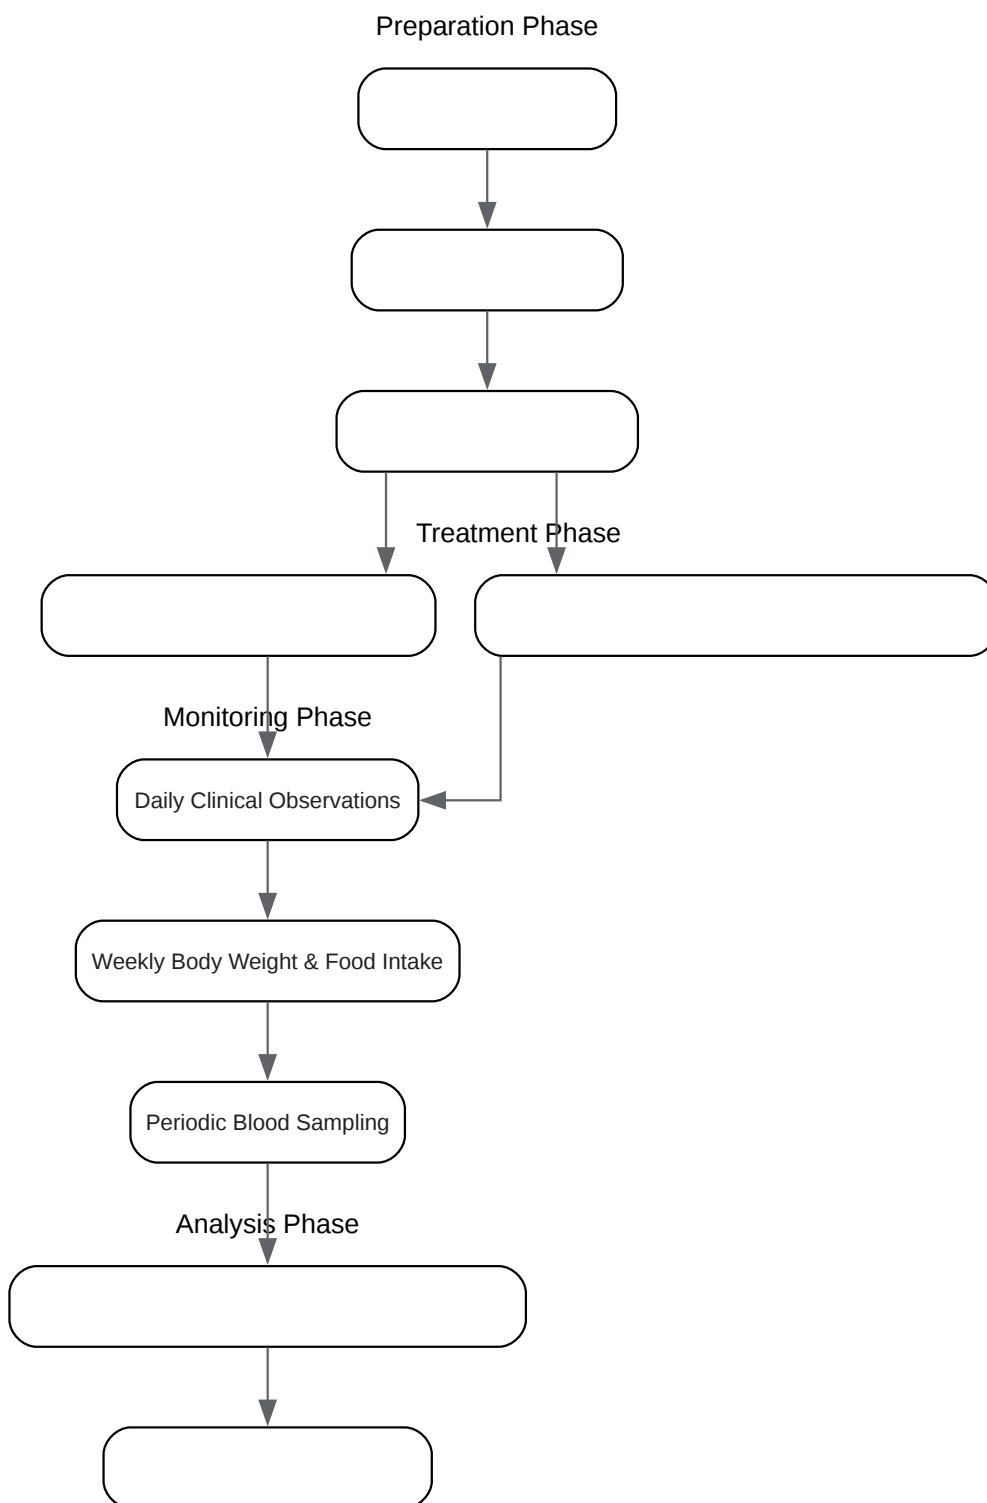 Preparation Phase
Treatment Phase
Monitoring Phase
Daily Clinical Observations
Weekly Body Weight & Food Intake
Periodic Blood Sampling
Analysis Phase